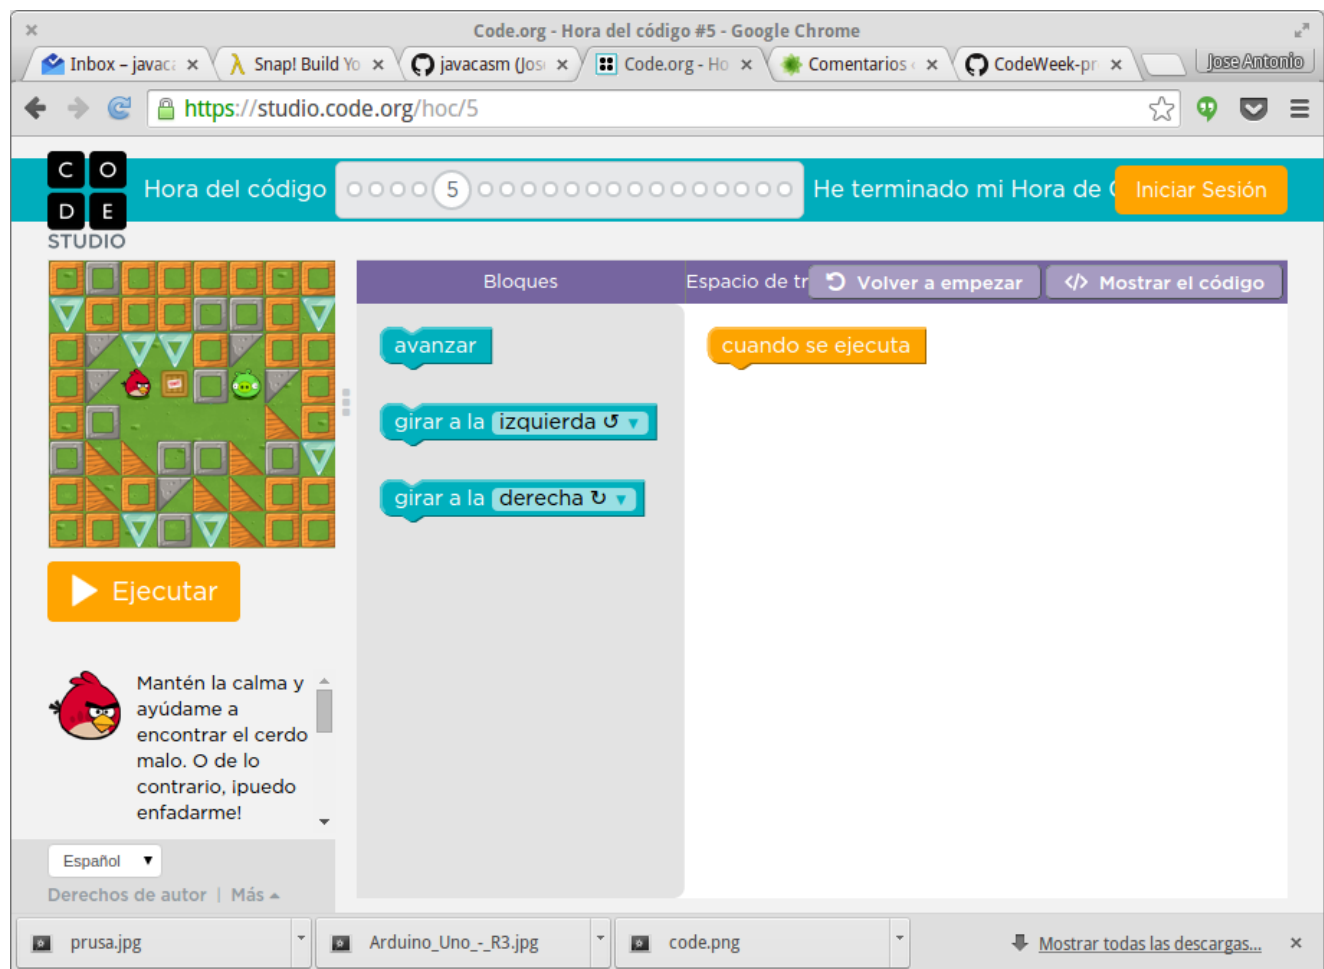 Code.org - Hora del código #5 - Google Chrome
Inbox – javaca
Snap! Build Yo
javacasm (Jos
Code.org - Ho
Comentarios
CodeWeek-pr
Jose Antonio
https://studio.code.org/hoc/5
CODE
STUDIO
Hora del código
5
He terminado mi Hora de C
Iniciar Sesión
Bloques
Espacio de tr
Volver a empezar
</> Mostrar el código
avanzar
girar a la izquierda ↺
girar a la derecha ↻
cuando se ejecuta
TNT
Ejecutar
Mantén la calma y
ayúdame a
encontrar el cerdo
malo. O de lo
contrario, ¡puedo
enfadarme!
Español
Derechos de autor | Más
prusa.jpg
Arduino_Uno_-_R3.jpg
code.png
Mostrar todas las descargas...